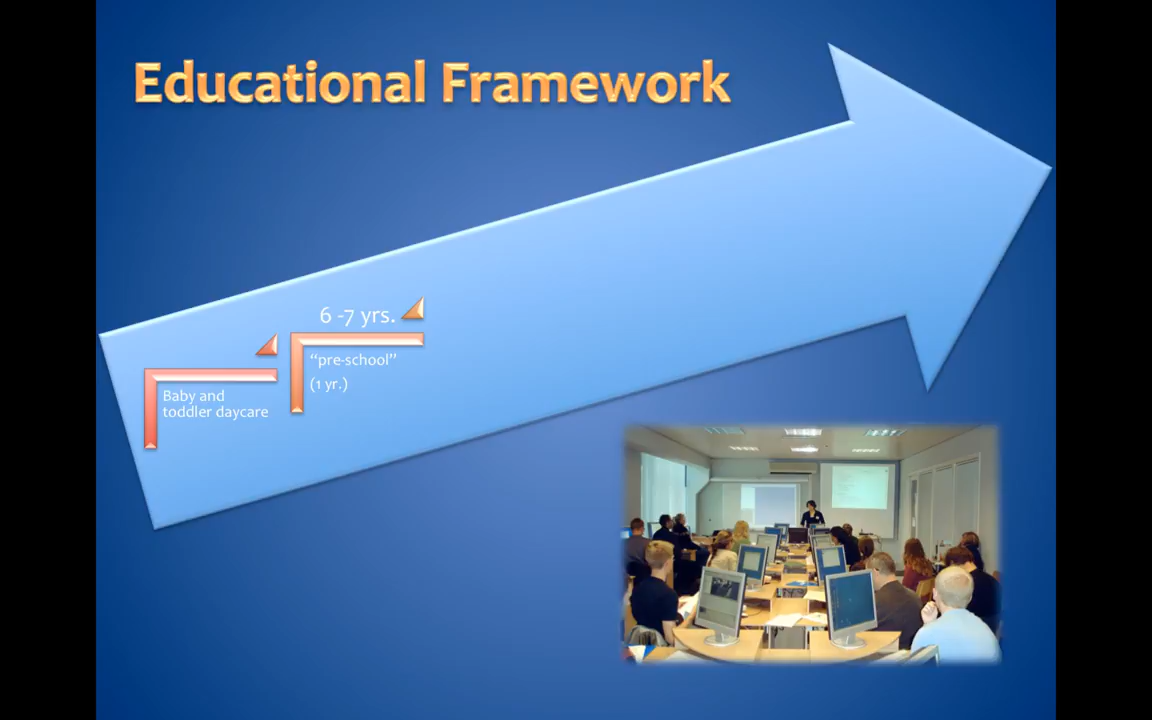 Educational Framework
6 -7 yrs.
“pre-school”
(1 yr.)
Baby and
toddler daycare